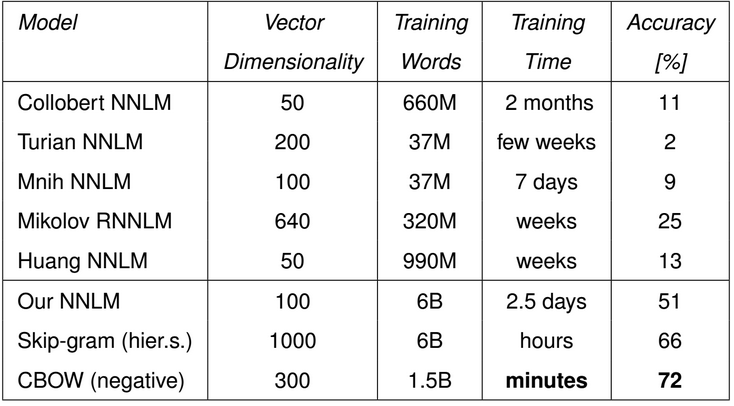 Model Vector Training Training Accuracy
Dimensionality Words Time [%]
Collobert NNLM 50 660M 2 months 11
Turian NNLM 200 37M few weeks 2
Mnih NNLM 100 37M 7 days 9
Mikolov RNNLM 640 320M weeks 25
Huang NNLM 50 990M weeks 13
Our NNLM 100 6B 2.5 days 51
Skip-gram (hier.s.) 1000 6B hours 66
CBOW (negative) 300 1.5B minutes 72